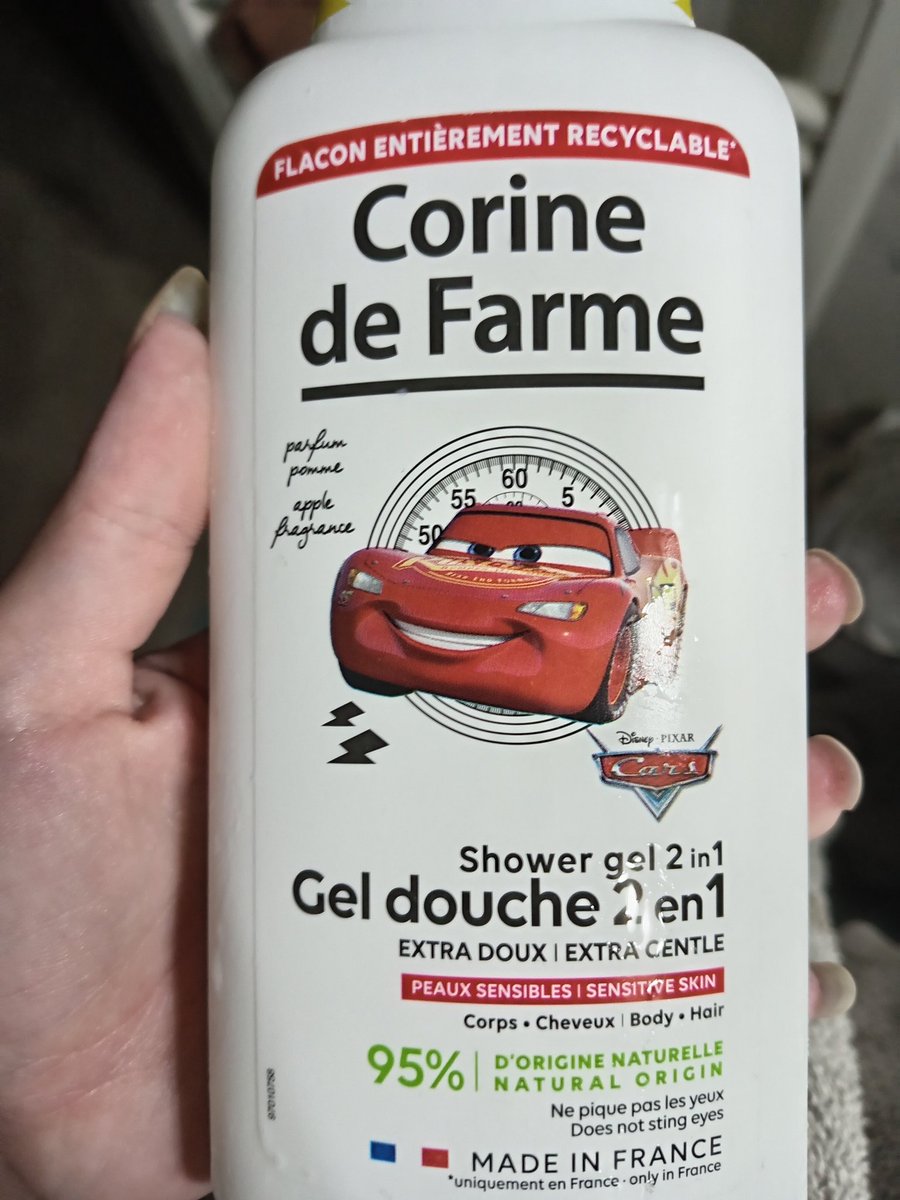 FLACON ENTIÈREMENT RECYCLABLE*
Corine
de Farme
parfum
pomme
apple
fragrance
60
55
5
50
Disney · PIXAR
Cars
Shower gel 2 in 1
Gel douche 2 en 1
EXTRA DOUX | EXTRA GENTLE
PEAUX SENSIBLES | SENSITIVE SKIN
Corps • Cheveux | Body • Hair
95% | D'ORIGINE NATURELLE
NATURAL ORIGIN
Ne pique pas les yeux
Does not sting eyes
MADE IN FRANCE
*uniquement en France - only in France